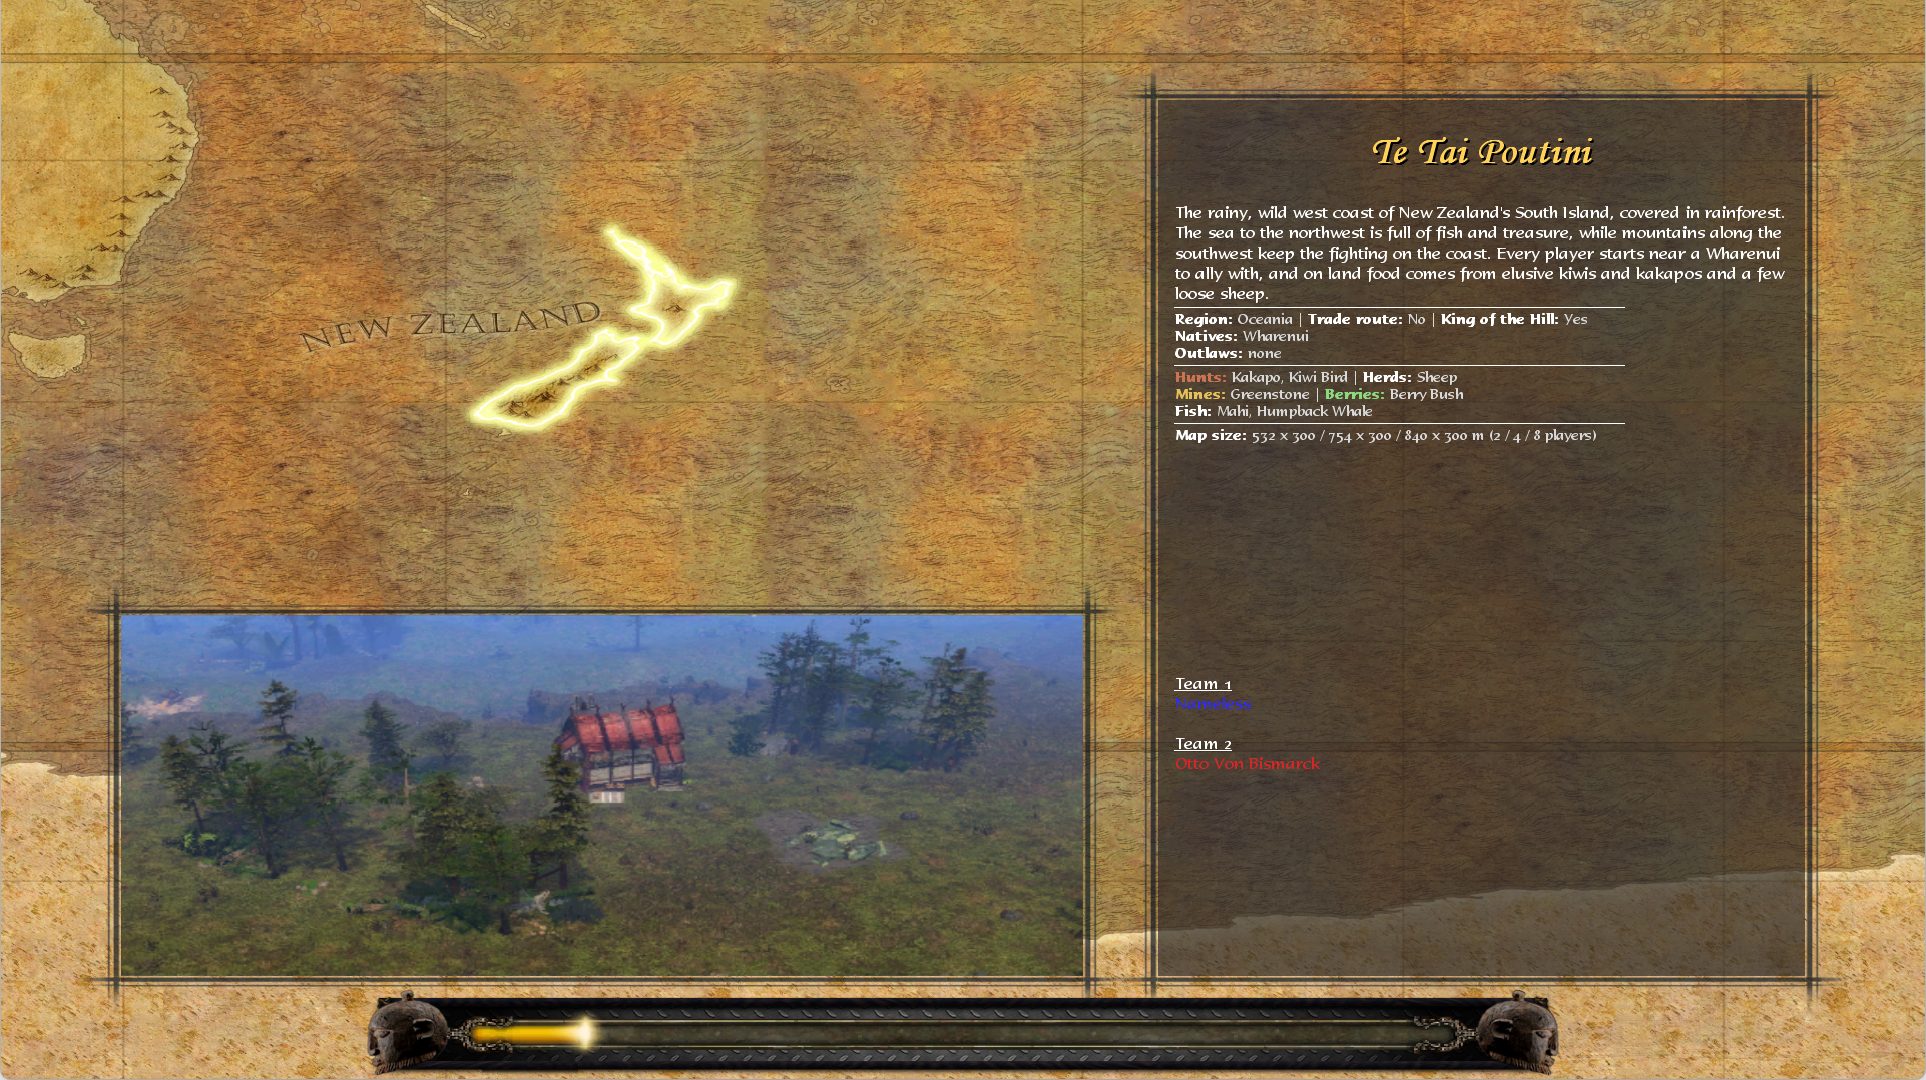 NEW ZEALAND
Te Tai Poutini
The rainy, wild west coast of New Zealand's South Island, covered in rainforest.
The sea to the northwest is full of fish and treasure, while mountains along the
southwest keep the fighting on the coast. Every player starts near a Wharenui
to ally with, and on land food comes from elusive kiwis and kakapos and a few
loose sheep.
Region: Oceania | Trade route: No | King of the Hill: Yes
Natives: Wharenui
Outlaws: none
Hunts: Kakapo, Kiwi Bird | Herds: Sheep
Mines: Greenstone | Berries: Berry Bush
Fish: Mahi, Humpback Whale
Map size: 532 x 300 / 754 x 300 / 840 x 300 m (2 / 4 / 8 players)
Team 1
Nameless
Team 2
Otto Von Bismarck